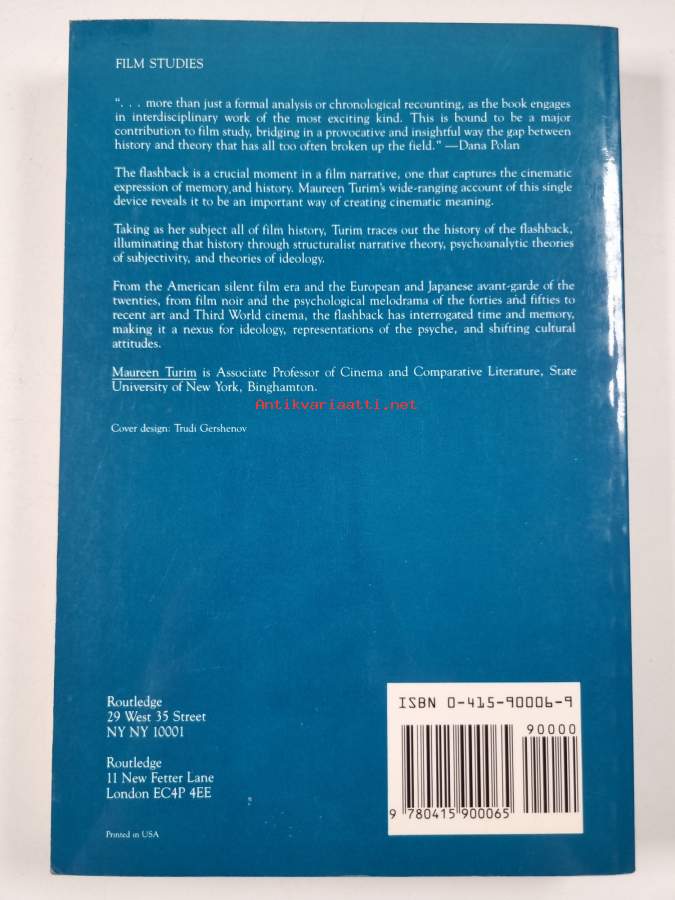 FILM STUDIES
“. . . more than just a formal analysis or chronological recounting, as the book engages
in interdisciplinary work of the most exciting kind. This is bound to be a major
contribution to film study, bridging in a provocative and insightful way the gap between
history and theory that has all too often broken up the field.” —Dana Polan
The flashback is a crucial moment in a film narrative, one that captures the cinematic
expression of memory and history. Maureen Turim's wide-ranging account of this single
device reveals it to be an important way of creating cinematic meaning.
Taking as her subject all of film history, Turim traces out the history of the flashback,
illuminating that history through structuralist narrative theory, psychoanalytic theories
of subjectivity, and theories of ideology.
From the American silent film era and the European and Japanese avant-garde of the
twenties, from film noir and the psychological melodrama of the forties and fifties to
recent art and Third World cinema, the flashback has interrogated time and memory,
making it a nexus for ideology, representations of the psyche, and shifting cultural
attitudes.
Maureen Turim is Associate Professor of Cinema and Comparative Literature, State
University of New York, Binghamton.
Antikvariaatti.net
Cover design: Trudi Gershenov
Routledge
29 West 35 Street
NY NY 10001
Routledge
11 New Fetter Lane
London EC4P 4EE
Printed in USA
ISBN 0-415-90006-9
90000
9 780415 900065